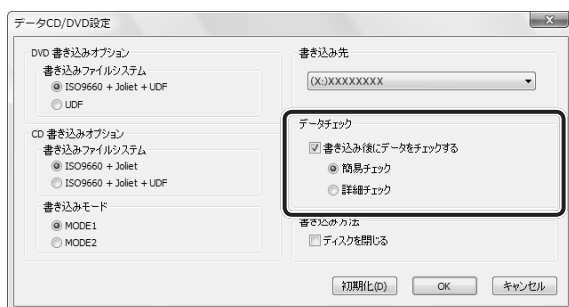 データCD/DVD設定
DVD 書き込みオプション
書き込みファイルシステム
ISO9660 + Joliet + UDF
UDF
CD 書き込みオプション
書き込みファイルシステム
ISO9660 + Joliet
ISO9660 + Joliet + UDF
書き込みモード
MODE1
MODE2
書き込み先
(X:)XXXXXXXX
データチェック
書き込み後にデータをチェックする
簡易チェック
詳細チェック
書き込み方法
ディスクを閉じる
初期化(D)
OK
キャンセル